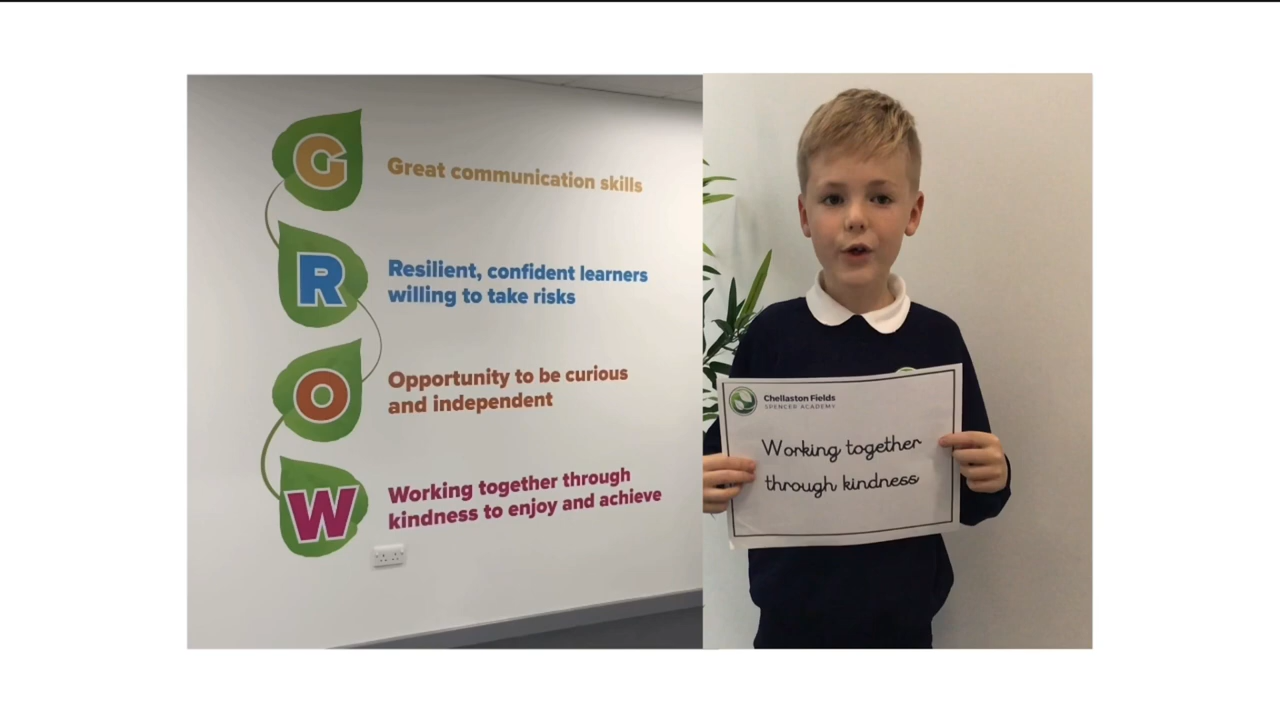 G
Great communication skills
R
Resilient, confident learners
willing to take risks
O
Opportunity to be curious
and independent
W
Working together through
kindness to enjoy and achieve
Chellaston Fields
SPENCER ACADEMY
Working together
through kindness